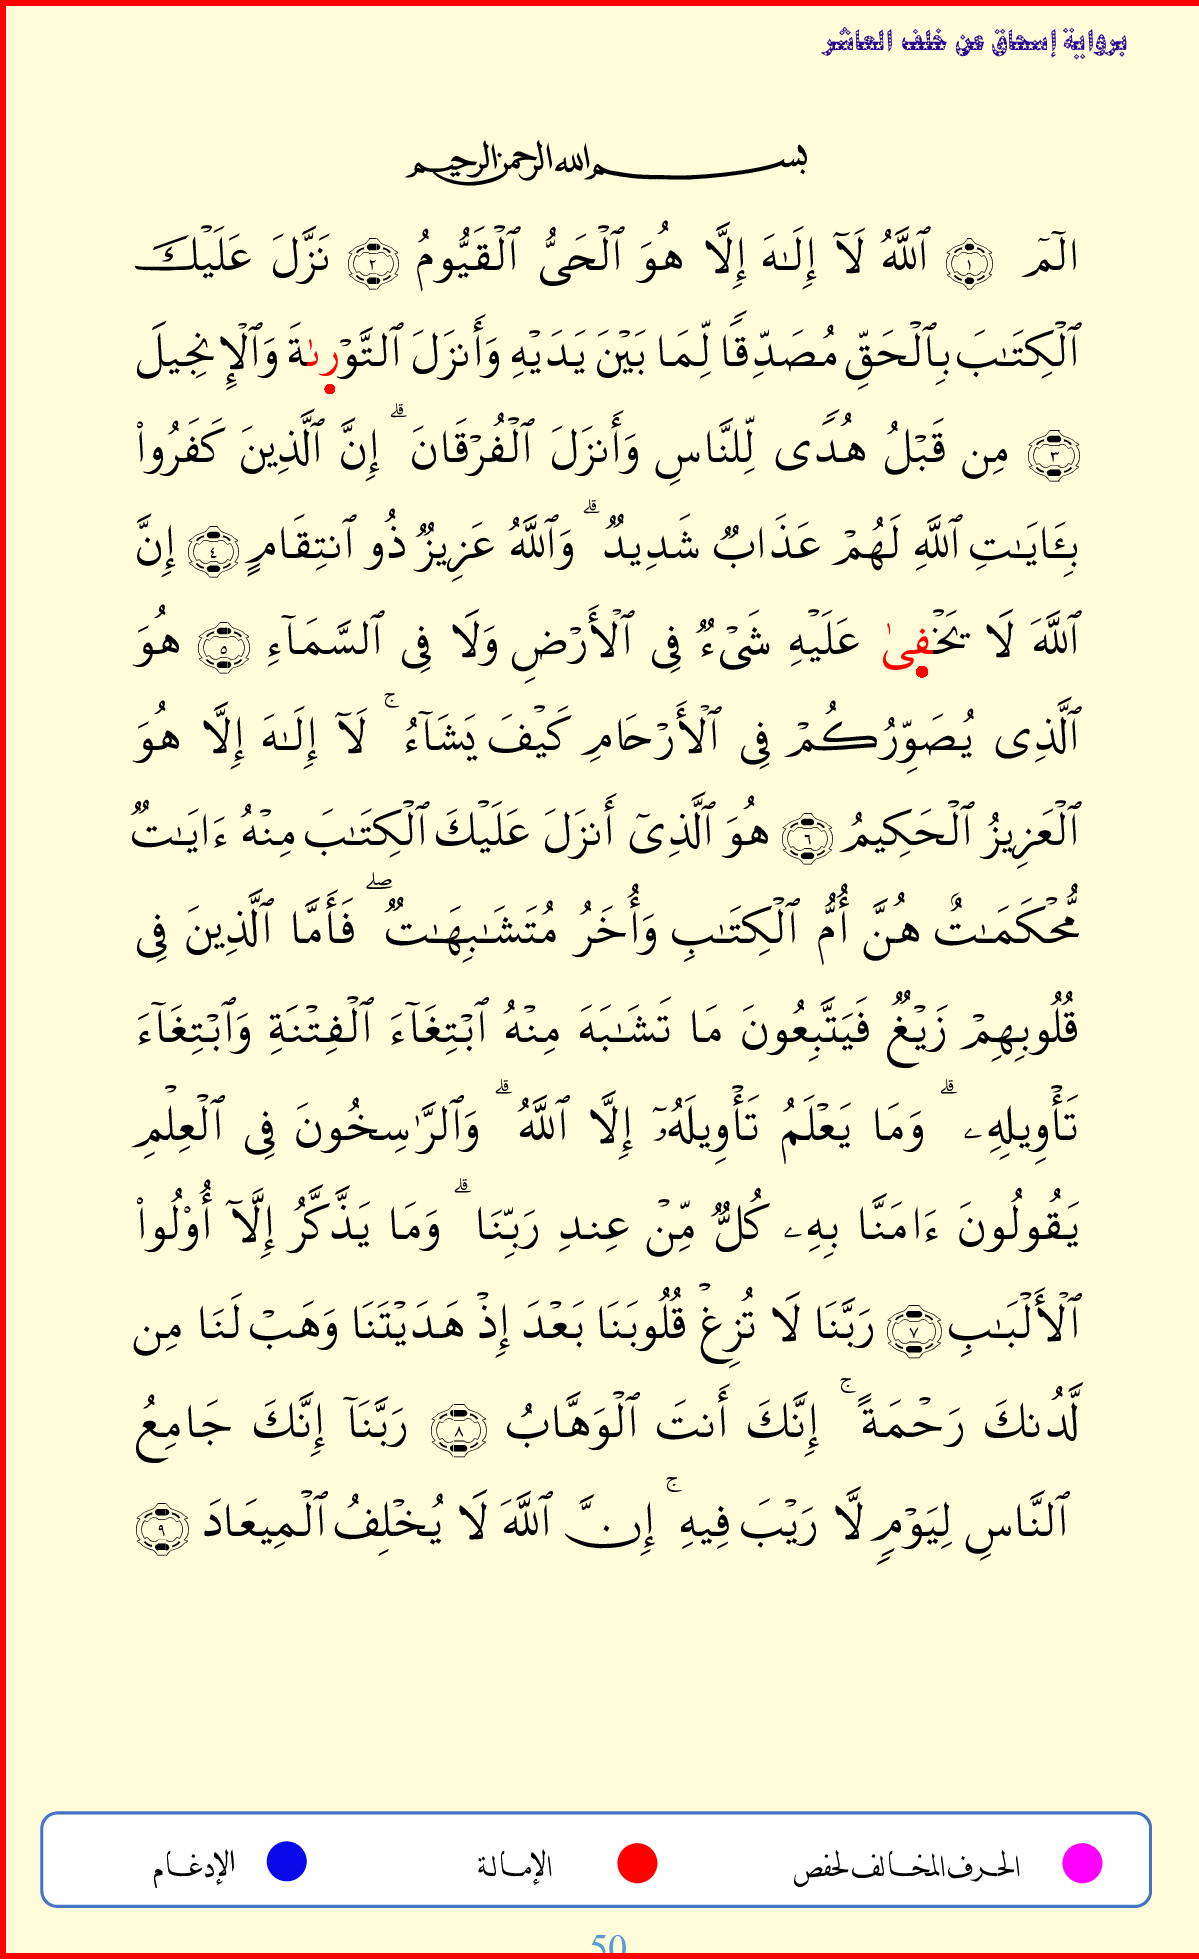 برواية إسحاق عن خلف العاشر
بسم الله الرحمن الرحيم
الٓمٓ ١ ٱللَّهُ لَآ إِلَٰهَ إِلَّا هُوَ ٱلۡحَيُّ ٱلۡقَيُّومُ ٢ نَزَّلَ عَلَيۡكَ
ٱلۡكِتَٰبَ بِٱلۡحَقِّ مُصَدِّقٗا لِّمَا بَيۡنَ يَدَيۡهِ وَأَنزَلَ ٱلتَّوۡرىٰةَ وَٱلۡإِنجِيلَ
٣ مِن قَبۡلُ هُدٗى لِّلنَّاسِ وَأَنزَلَ ٱلۡفُرۡقَانَۗ إِنَّ ٱلَّذِينَ كَفَرُواْ
بِـَٔايَٰتِ ٱللَّهِ لَهُمۡ عَذَابٞ شَدِيدٞۗ وَٱللَّهُ عَزِيزٞ ذُو ٱنتِقَامٍ ٤ إِنَّ
ٱللَّهَ لَا يَخۡفىٰ عَلَيۡهِ شَيۡءٞ فِي ٱلۡأَرۡضِ وَلَا فِي ٱلسَّمَآءِ ٥ هُوَ
ٱلَّذِي يُصَوِّرُكُمۡ فِي ٱلۡأَرۡحَامِ كَيۡفَ يَشَآءُۚ لَآ إِلَٰهَ إِلَّا هُوَ
ٱلۡعَزِيزُ ٱلۡحَكِيمُ ٦ هُوَ ٱلَّذِيٓ أَنزَلَ عَلَيۡكَ ٱلۡكِتَٰبَ مِنۡهُ ءَايَٰتٞ
مُّحۡكَمَٰتٌ هُنَّ أُمُّ ٱلۡكِتَٰبِ وَأُخَرُ مُتَشَٰبِهَٰتٞۖ فَأَمَّا ٱلَّذِينَ فِي
قُلُوبِهِمۡ زَيۡغٞ فَيَتَّبِعُونَ مَا تَشَٰبَهَ مِنۡهُ ٱبۡتِغَآءَ ٱلۡفِتۡنَةِ وَٱبۡتِغَآءَ
تَأۡوِيلِهِۦۗ وَمَا يَعۡلَمُ تَأۡوِيلَهُۥٓ إِلَّا ٱللَّهُۗ وَٱلرَّٰسِخُونَ فِي ٱلۡعِلۡمِ
يَقُولُونَ ءَامَنَّا بِهِۦ كُلّٞ مِّنۡ عِندِ رَبِّنَاۗ وَمَا يَذَّكَّرُ إِلَّآ أُوْلُواْ
ٱلۡأَلۡبَٰبِ ٧ رَبَّنَا لَا تُزِغۡ قُلُوبَنَا بَعۡدَ إِذۡ هَدَيۡتَنَا وَهَبۡ لَنَا مِن
لَّدُنكَ رَحۡمَةًۚ إِنَّكَ أَنتَ ٱلۡوَهَّابُ ٨ رَبَّنَآ إِنَّكَ جَامِعُ
ٱلنَّاسِ لِيَوۡمٖ لَّا رَيۡبَ فِيهِۚ إِنَّ ٱللَّهَ لَا يُخۡلِفُ ٱلۡمِيعَادَ ٩
الحرف المخالف لحفص الإمالة الإدغام
50